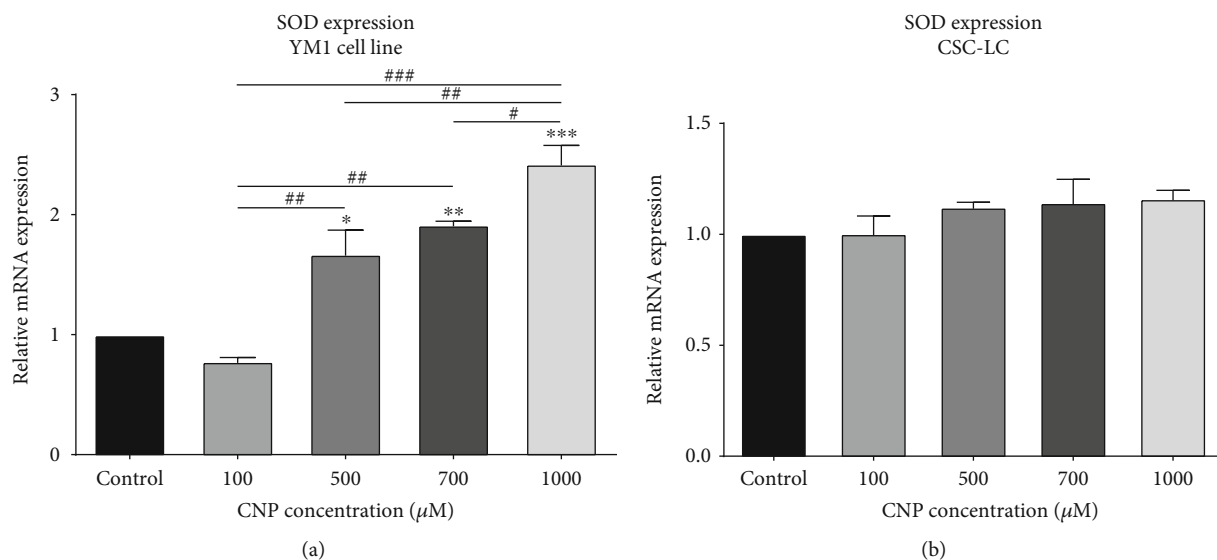 SOD expression
YM1 cell line
###
##
#
***
##
##
*
**
3
2
1
0
Relative mRNA expression
Control 100 500 700 1000
CNP concentration (μM)
(a)
SOD expression
CSC-LC
1.5
1.0
0.5
0.0
Relative mRNA expression
Control 100 500 700 1000
CNP concentration (μM)
(b)